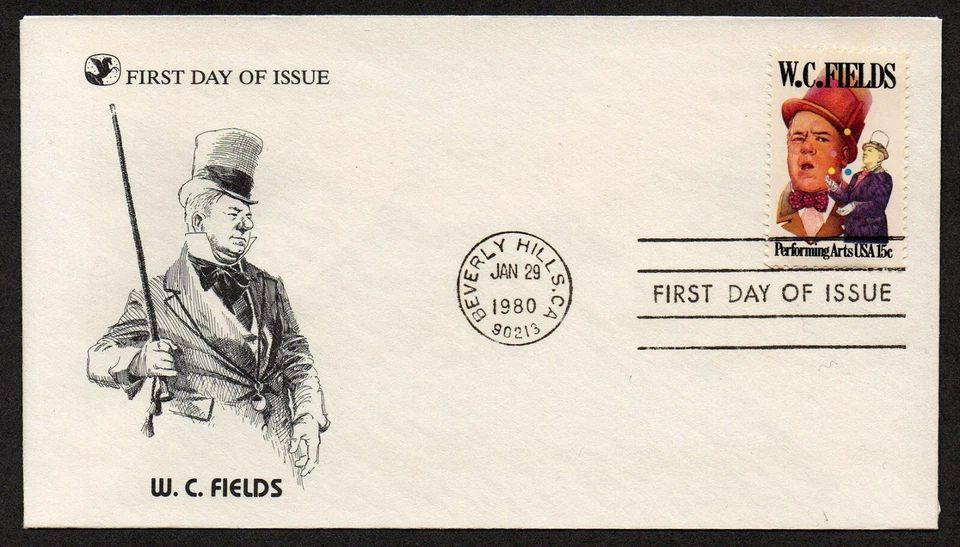 FIRST DAY OF ISSUE
W.C.FIELDS
Performing Arts USA 15c
BEVERLY HILLS, CA
JAN 29
1980
90213
FIRST DAY OF ISSUE
W. C. FIELDS